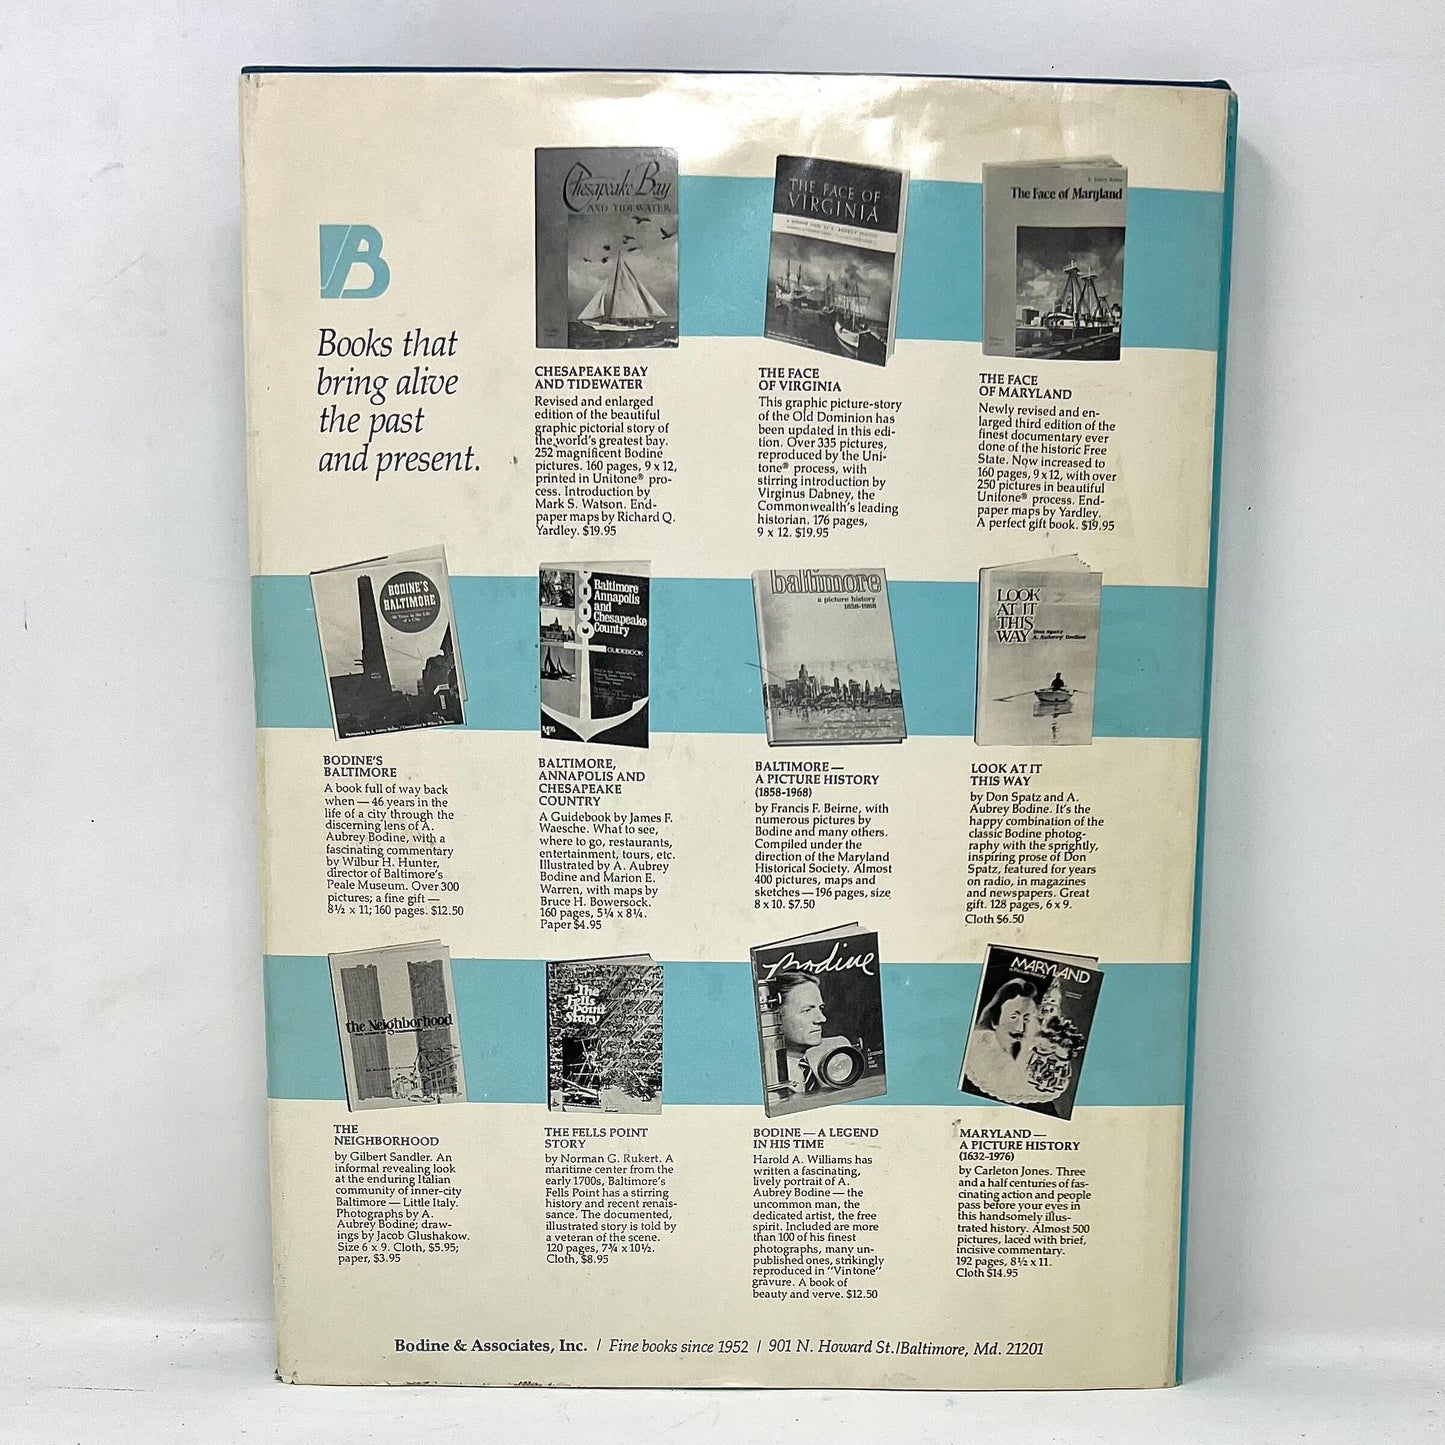 B
Books that
bring alive
the past
and present.
Chesapeake Bay
AND TIDEWATER
THE FACE OF
VIRGINIA
The Face of Maryland
CHESAPEAKE BAY
AND TIDEWATER
Revised and enlarged
edition of the beautiful
graphic pictorial story of
the world's greatest bay.
252 magnificent Bodine
pictures. 160 pages, 9 x 12,
printed in Unitone® pro-
cess. Introduction by
Mark S. Watson. End-
paper maps by Richard Q.
Yardley. $19.95
THE FACE
OF VIRGINIA
This graphic picture-story
of the Old Dominion has
been updated in this edi-
tion. Over 335 pictures,
reproduced by the Uni-
tone® process, with
stirring introduction by
Virginus Dabney, the
Commonwealth's leading
historian. 176 pages,
9 x 12. $19.95
THE FACE
OF MARYLAND
Newly revised and en-
larged third edition of the
finest documentary ever
done of the historic Free
State. Now increased to
160 pages, 9 x 12, with over
250 pictures in beautiful
Unitone® process. End-
paper maps by Yardley.
A perfect gift book. $19.95
BODINE'S
BALTIMORE
46 Years in the Life
of a City
Baltimore
Annapolis
and
Chesapeake
Country
GUIDEBOOK
baltimore
a picture history
1858-1968
LOOK
AT IT
THIS
WAY
Don Spatz
A. Aubrey Bodine
BODINE'S
BALTIMORE
A book full of way back
when — 46 years in the
life of a city through the
discerning lens of A.
Aubrey Bodine, with a
fascinating commentary
by Wilbur H. Hunter,
director of Baltimore's
Peale Museum. Over 300
pictures; a fine gift —
8½ x 11; 160 pages. $12.50
BALTIMORE,
ANNAPOLIS AND
CHESAPEAKE
COUNTRY
A Guidebook by James F.
Waesche. What to see,
where to go, restaurants,
entertainment, tours, etc.
Illustrated by A. Aubrey
Bodine and Marion E.
Warren, with maps by
Bruce H. Bowersock.
160 pages, 5¼ x 8¼.
Paper $4.95
BALTIMORE —
A PICTURE HISTORY
(1858-1968)
by Francis F. Beirne, with
numerous pictures by
Bodine and many others.
Compiled under the
direction of the Maryland
Historical Society. Almost
400 pictures, maps and
sketches — 196 pages, size
8 x 10. $7.50
LOOK AT IT
THIS WAY
by Don Spatz and A.
Aubrey Bodine. It's the
happy combination of the
classic Bodine photog-
raphy with the sprightly,
inspiring prose of Don
Spatz, featured for years
on radio, in magazines
and newspapers. Great
gift. 128 pages, 6 x 9.
Cloth $6.50
the Neighborhood
The
Fells
Point
Story
Bodine
A
LEGEND
IN HIS
TIME
MARYLAND
a Picture History
THE
NEIGHBORHOOD
by Gilbert Sandler. An
informal revealing look
at the enduring Italian
community of inner-city
Baltimore — Little Italy.
Photographs by A.
Aubrey Bodine; draw-
ings by Jacob Glushakow.
Size 6 x 9. Cloth, $5.95;
paper, $3.95
THE FELLS POINT
STORY
by Norman G. Rukert. A
maritime center from the
early 1700s, Baltimore's
Fells Point has a stirring
history and recent renais-
sance. The documented,
illustrated story is told by
a veteran of the scene.
120 pages, 7¾ x 10½.
Cloth, $8.95
BODINE — A LEGEND
IN HIS TIME
Harold A. Williams has
written a fascinating,
lively portrait of A.
Aubrey Bodine — the
uncommon man, the
dedicated artist, the free
spirit. Included are more
than 100 of his finest
photographs, many un-
published ones, strikingly
reproduced in "Vintone"
gravure. A book of
beauty and verve. $12.50
MARYLAND —
A PICTURE HISTORY
(1632-1976)
by Carleton Jones. Three
and a half centuries of fas-
cinating action and people
pass before your eyes in
this handsomely illus-
trated history. Almost 500
pictures, laced with brief,
incisive commentary.
192 pages, 8½ x 11.
Cloth $14.95
Bodine & Associates, Inc. / Fine books since 1952 / 901 N. Howard St./Baltimore, Md. 21201